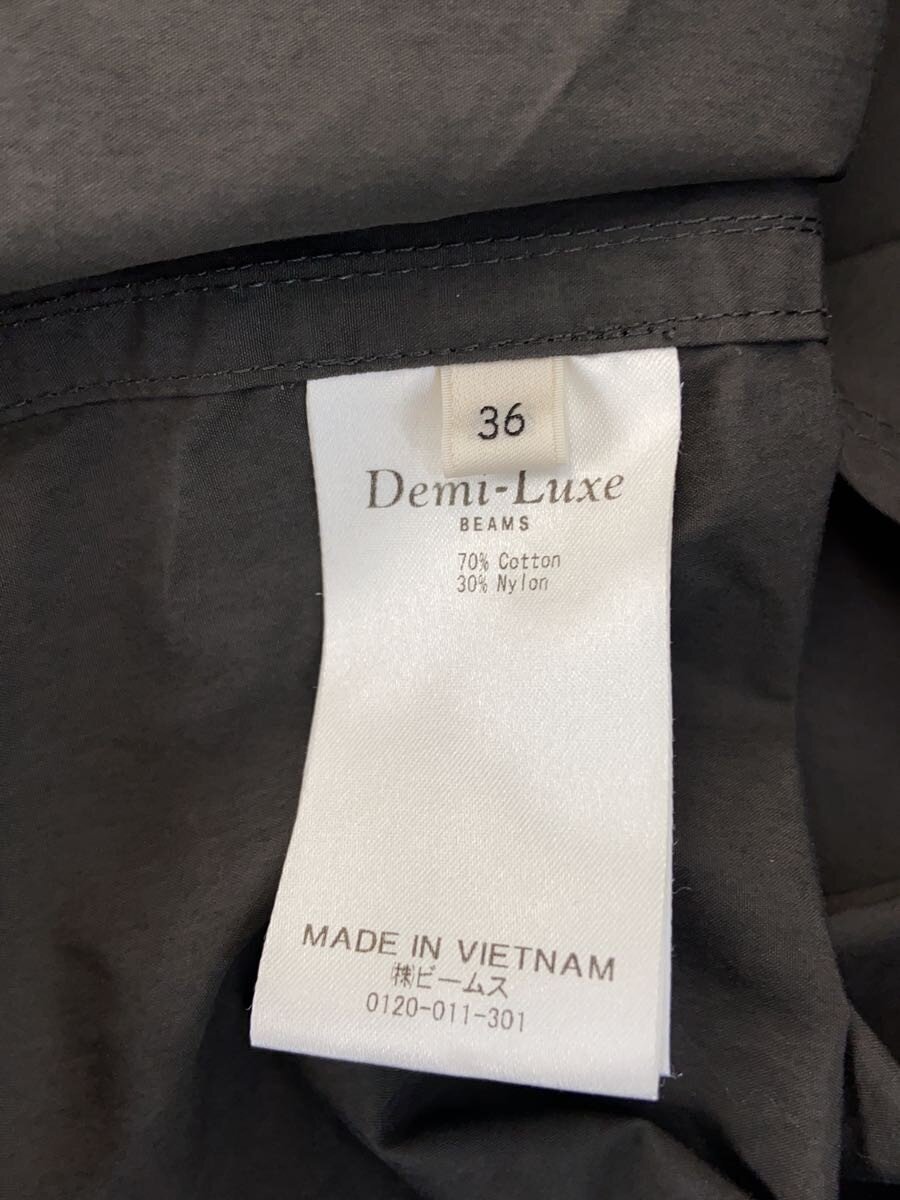 36
Demi-Luxe
BEAMS
70% Cotton
30% Nylon
MADE IN VIETNAM
㈱ビームス
0120-011-301